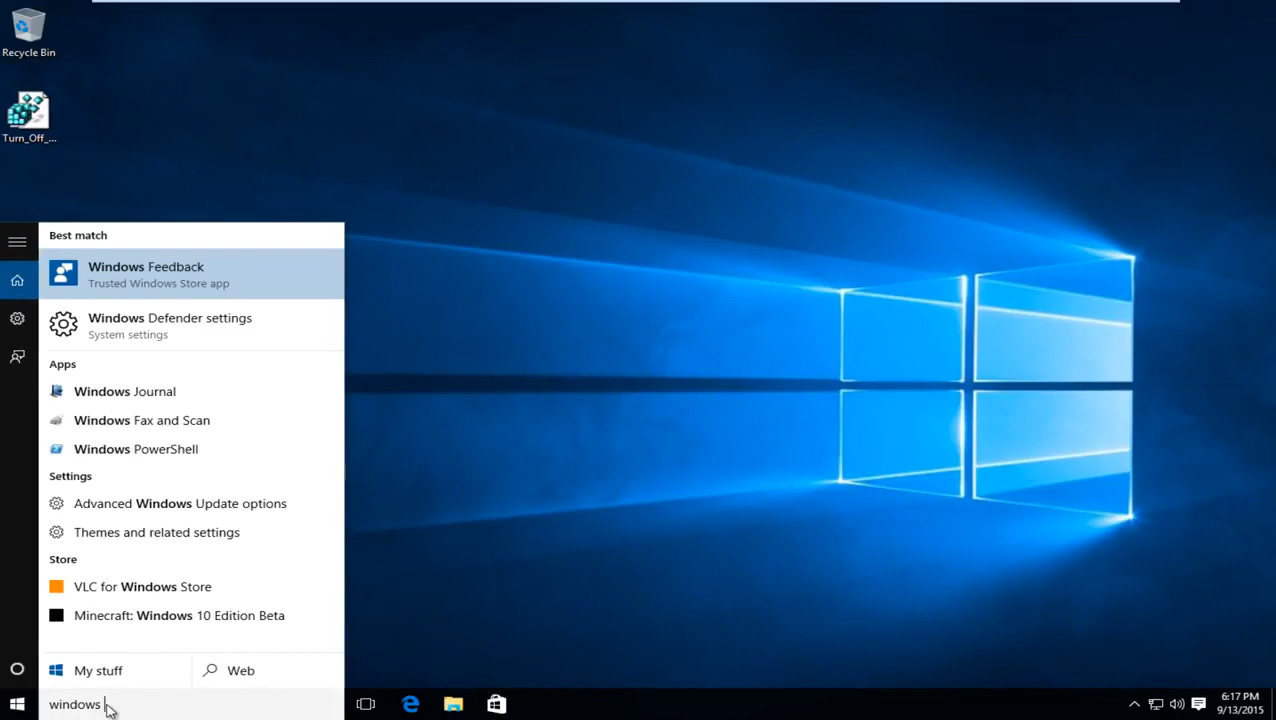 Recycle Bin
Turn_Off_...
Best match
Windows Feedback
Trusted Windows Store app
Windows Defender settings
System settings
Apps
Windows Journal
Windows Fax and Scan
Windows PowerShell
Settings
Advanced Windows Update options
Themes and related settings
Store
VLC for Windows Store
Minecraft: Windows 10 Edition Beta
My stuff
Web
windows
6:17 PM
9/13/2015